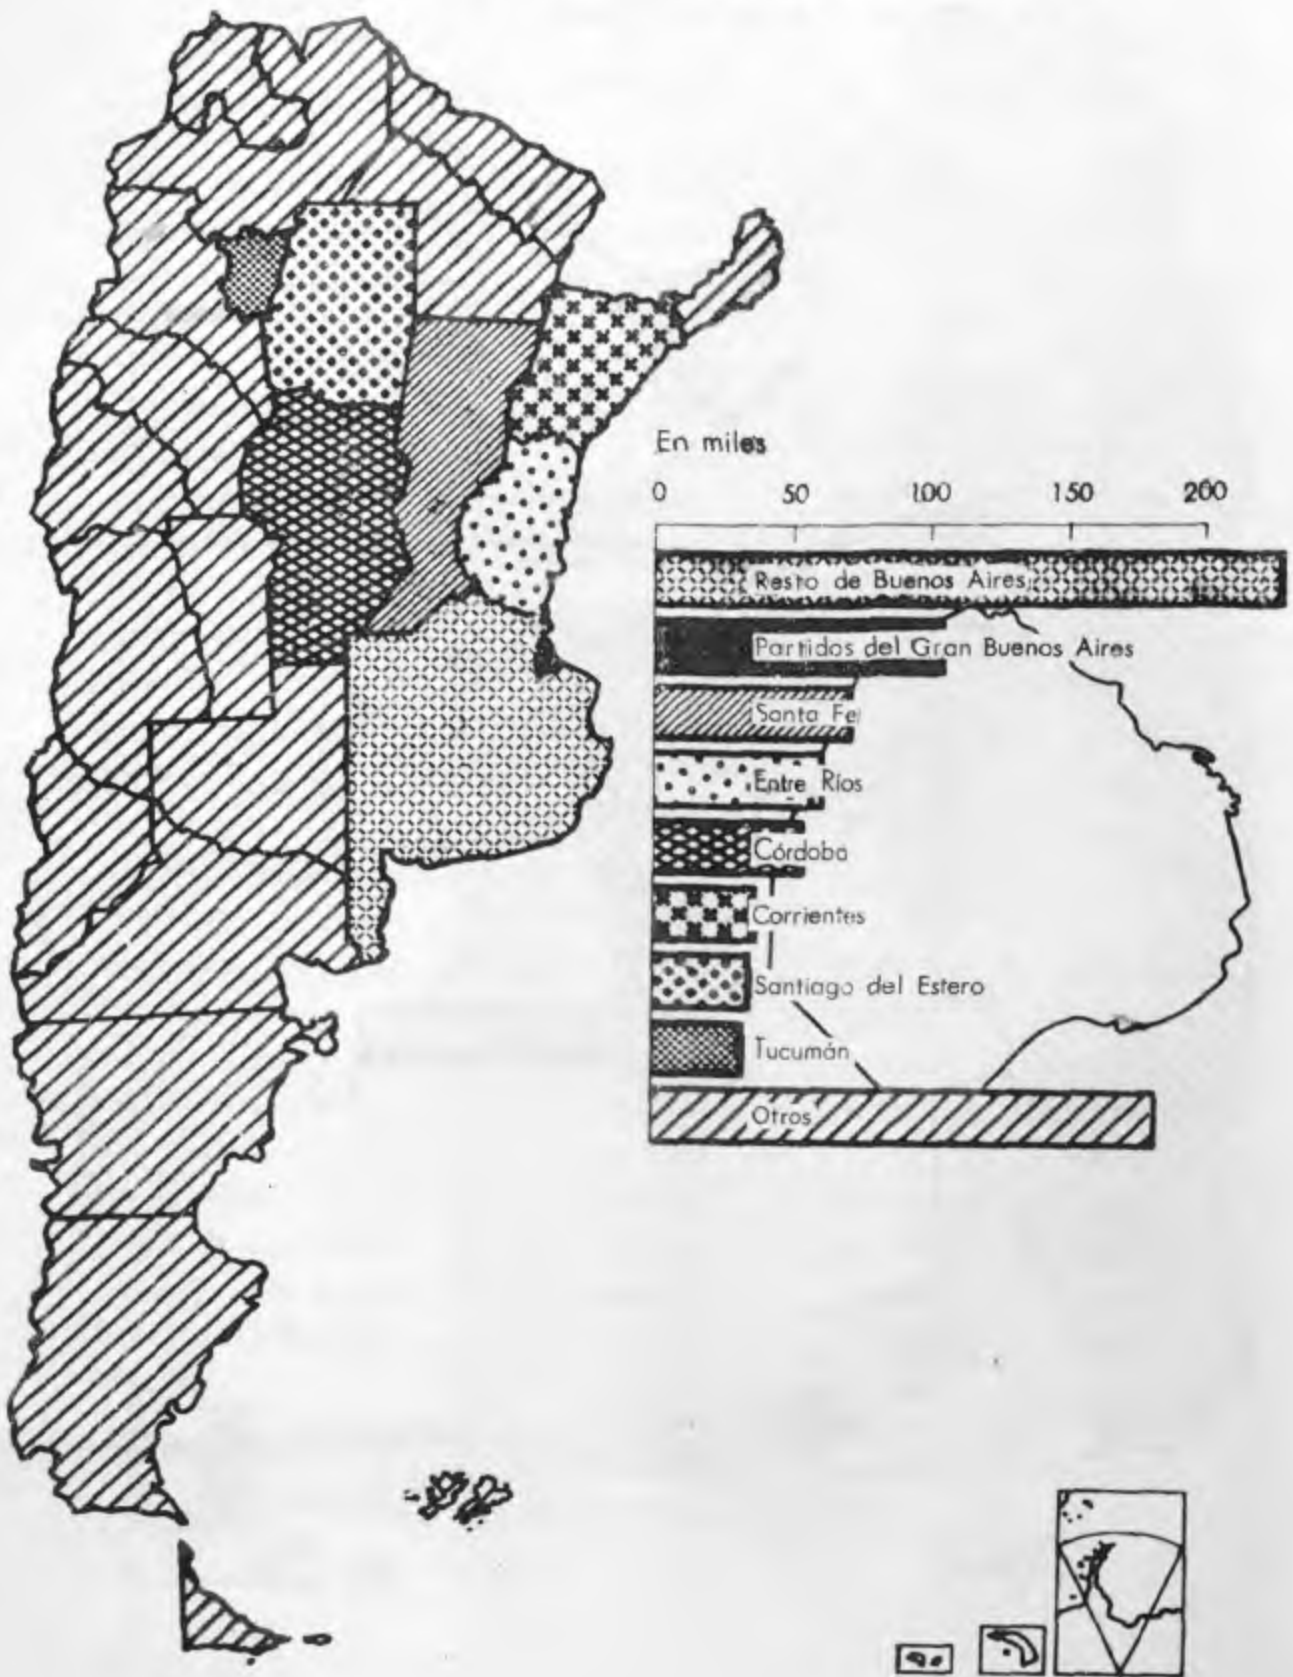 En miles
0 50 100 150 200
Resto de Buenos Aires
Partidos del Gran Buenos Aires
Santa Fe
Entre Ríos
Córdoba
Corrientes
Santiago del Estero
Tucumán
Otros